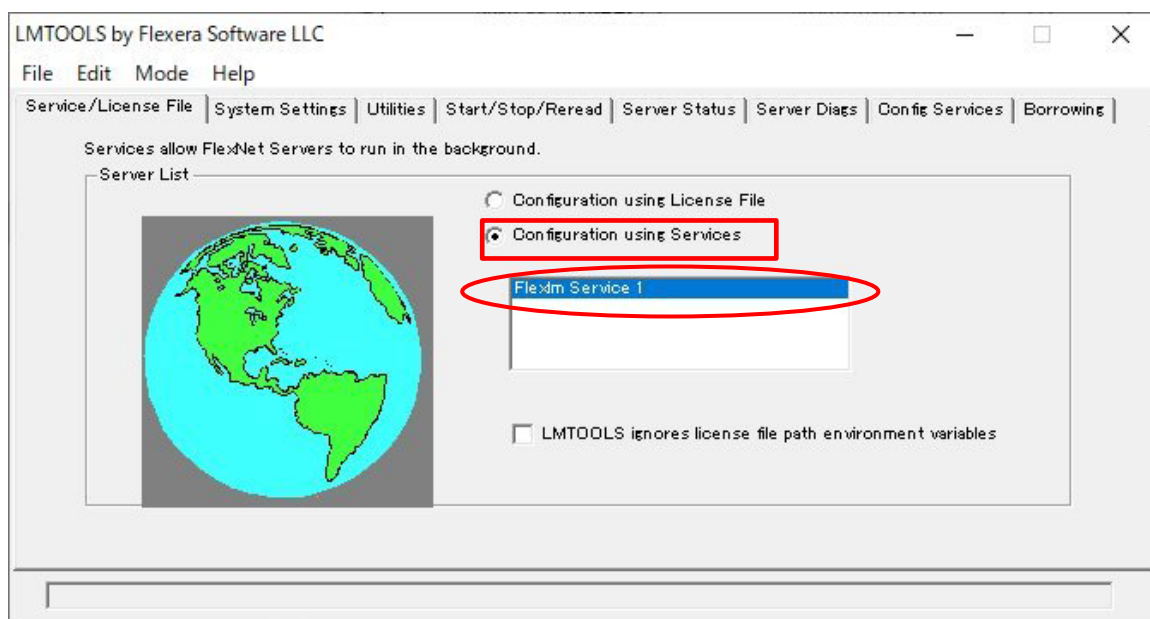 LMTOOLS by Flexera Software LLC
File Edit Mode Help
Service/License File System Settings Utilities Start/Stop/Reread Server Status Server Diags Config Services Borrowing
Services allow FlexNet Servers to run in the background.
Server List
Configuration using License File
Configuration using Services
Flexlm Service 1
LMTOOLS ignores license file path environment variables